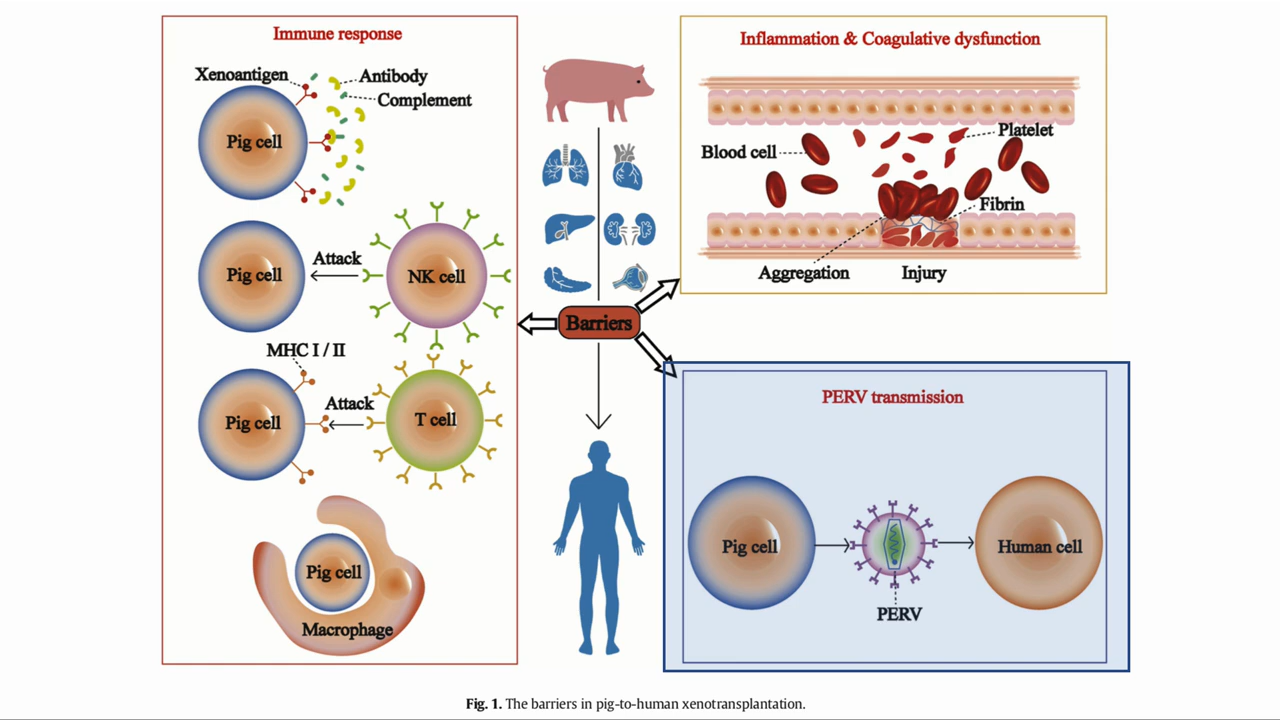 Immune response
Xenoantigen
Antibody
Complement
Pig cell
Pig cell
Attack
NK cell
MHC I / II
Pig cell
Attack
T cell
Pig cell
Macrophage
Barriers
Inflammation & Coagulative dysfunction
Platelet
Blood cell
Fibrin
Aggregation
Injury
PERV transmission
Pig cell
Human cell
PERV
Fig. 1. The barriers in pig-to-human xenotransplantation.